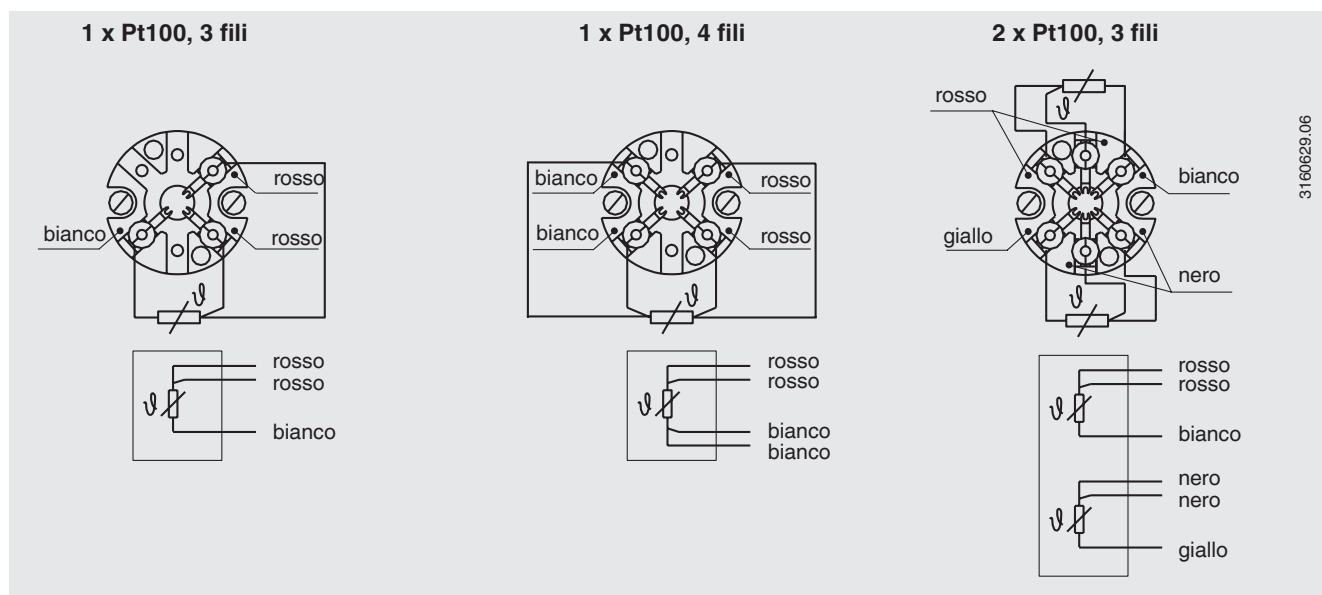 1 x Pt100, 3 fili
rosso
rosso
bianco
ϑ
rosso
rosso
ϑ
bianco
1 x Pt100, 4 fili
bianco
rosso
bianco
rosso
ϑ
rosso
rosso
ϑ
bianco
bianco
2 x Pt100, 3 fili
rosso
ϑ
bianco
giallo
nero
ϑ
rosso
rosso
ϑ
bianco
nero
nero
ϑ
giallo
3160629.06